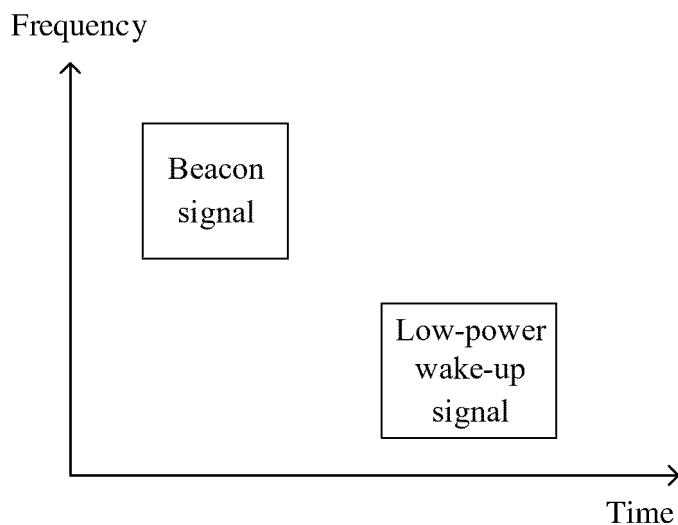 Frequency
Beacon
signal
Low-power
wake-up
signal
Time